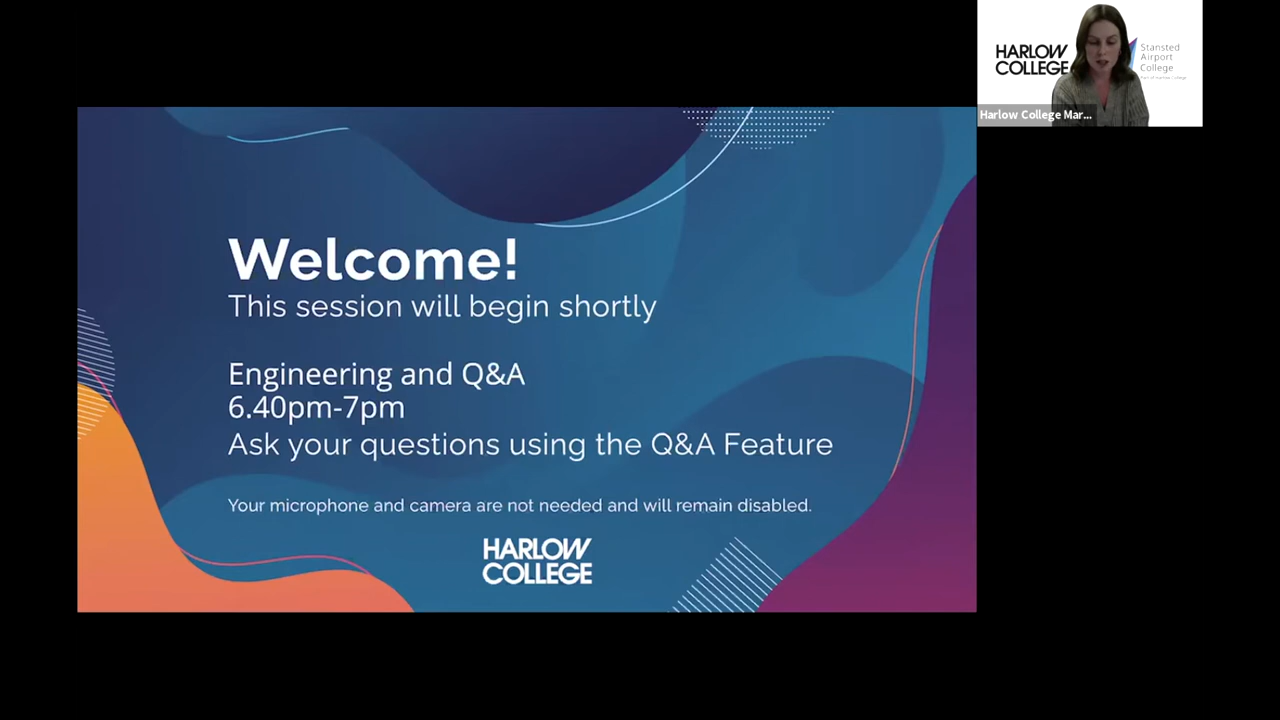 Welcome!
This session will begin shortly
Engineering and Q&A
6.40pm-7pm
Ask your questions using the Q&A Feature
Your microphone and camera are not needed and will remain disabled.
HARLOW
COLLEGE
HARLOW
COLLEGE
Stansted
Airport
College
Harlow College Mar...